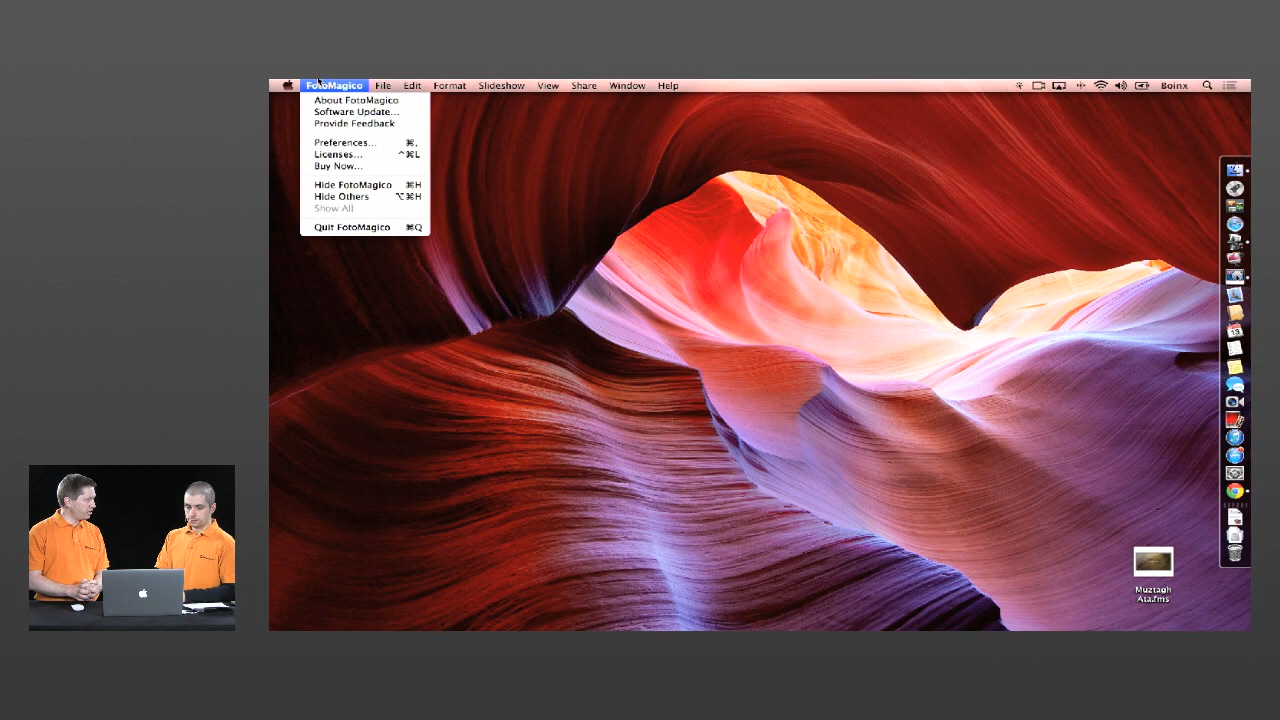 FotoMagico File Edit Format Slideshow View Share Window Help Boinx
About FotoMagico
Software Update...
Provide Feedback
Preferences... ⌘,
Licenses... ^⌘L
Buy Now...
Hide FotoMagico ⌘H
Hide Others ⌥⌘H
Show All
Quit FotoMagico ⌘Q
13
Muztagh
Ata.fms